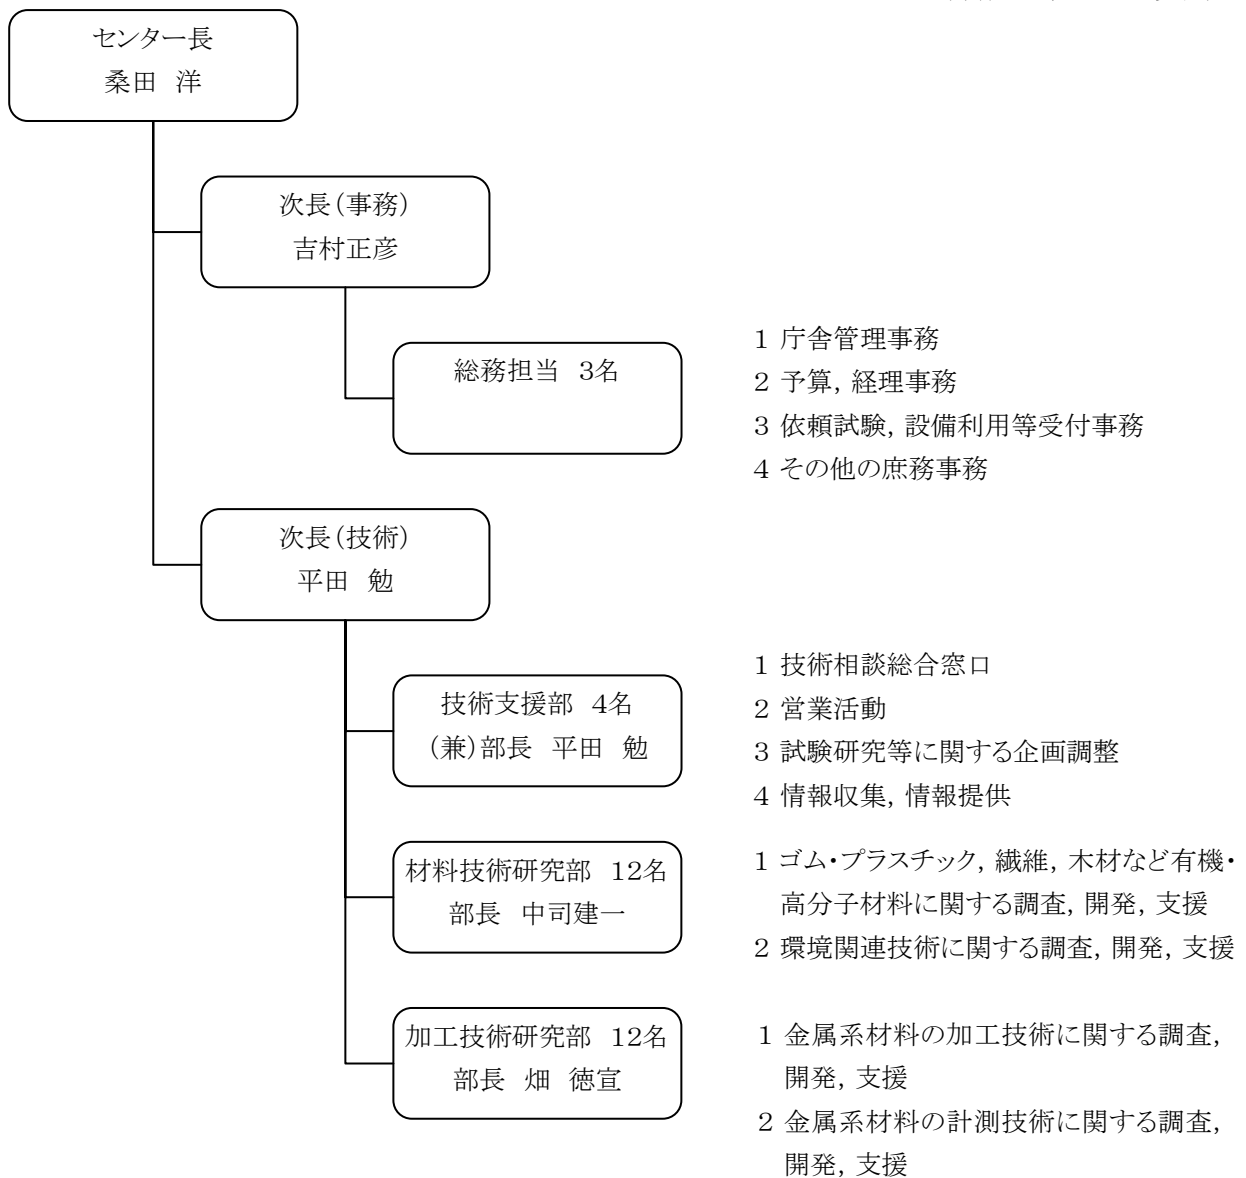 センター長
桑田 洋
次長(事務)
吉村正彦
総務担当 3名
1 庁舎管理事務
2 予算, 経理事務
3 依頼試験, 設備利用等受付事務
4 その他の庶務事務
次長(技術)
平田 勉
技術支援部 4名
(兼)部長 平田 勉
1 技術相談総合窓口
2 営業活動
3 試験研究等に関する企画調整
4 情報収集, 情報提供
材料技術研究部 12名
部長 中司建一
1 ゴム・プラスチック, 繊維, 木材など有機・
高分子材料に関する調査, 開発, 支援
2 環境関連技術に関する調査, 開発, 支援
加工技術研究部 12名
部長 畑 徳宣
1 金属系材料の加工技術に関する調査,
開発, 支援
2 金属系材料の計測技術に関する調査,
開発, 支援